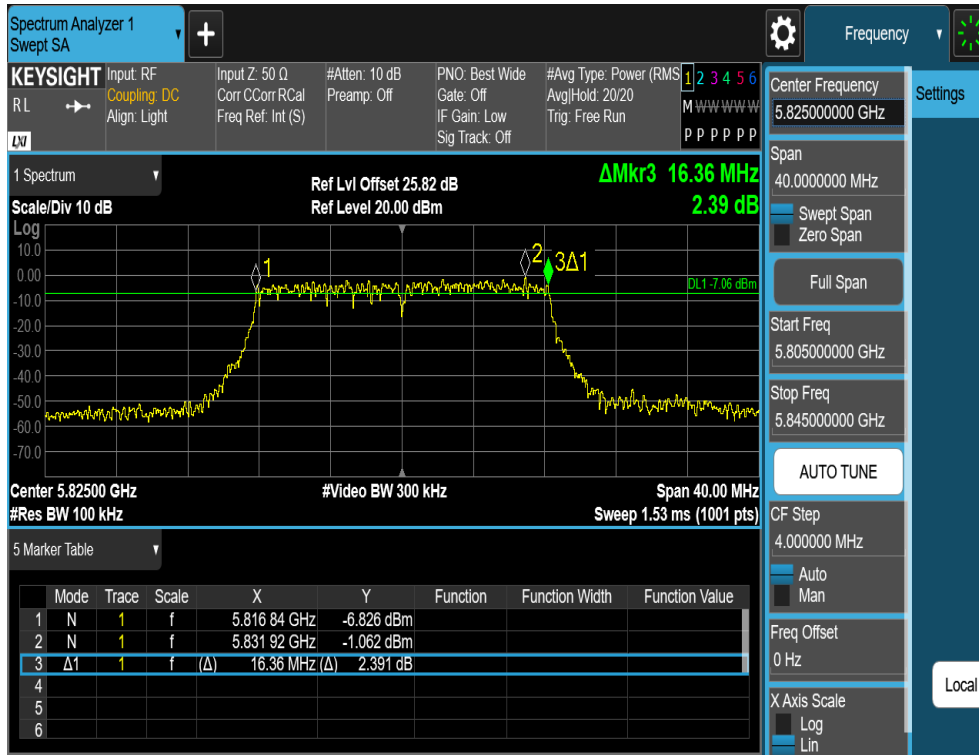 Spectrum Analyzer 1
Swept SA
+
Frequency
KEYSIGHT
RL
LXI
Input: RF
Coupling: DC
Align: Light
Input Z: 50 Ω
Corr CCorr RCal
Freq Ref: Int (S)
#Atten: 10 dB
Preamp: Off
PNO: Best Wide
Gate: Off
IF Gain: Low
Sig Track: Off
#Avg Type: Power (RMS
Avg|Hold: 20/20
Trig: Free Run
1 2 3 4 5 6
M W W W W W
P P P P P P
Center Frequency
5.825000000 GHz
Settings
1 Spectrum
Scale/Div 10 dB
Ref Lvl Offset 25.82 dB
Ref Level 20.00 dBm
ΔMkr3 16.36 MHz
2.39 dB
Log
10.0
0.00
-10.0
-20.0
-30.0
-40.0
-50.0
-60.0
-70.0
1
2
3Δ1
DL1 -7.06 dBm
Center 5.82500 GHz
#Video BW 300 kHz
Span 40.00 MHz
#Res BW 100 kHz
Sweep 1.53 ms (1001 pts)
Span
40.0000000 MHz
Swept Span
Zero Span
Full Span
Start Freq
5.805000000 GHz
Stop Freq
5.845000000 GHz
AUTO TUNE
CF Step
4.000000 MHz
Auto
Man
Freq Offset
0 Hz
X Axis Scale
Log
Lin
Local
5 Marker Table
Mode Trace Scale X Y Function Function Width Function Value
1 N 1 f 5.816 84 GHz -6.826 dBm
2 N 1 f 5.831 92 GHz -1.062 dBm
3 Δ1 1 f (Δ) 16.36 MHz (Δ) 2.391 dB
4
5
6